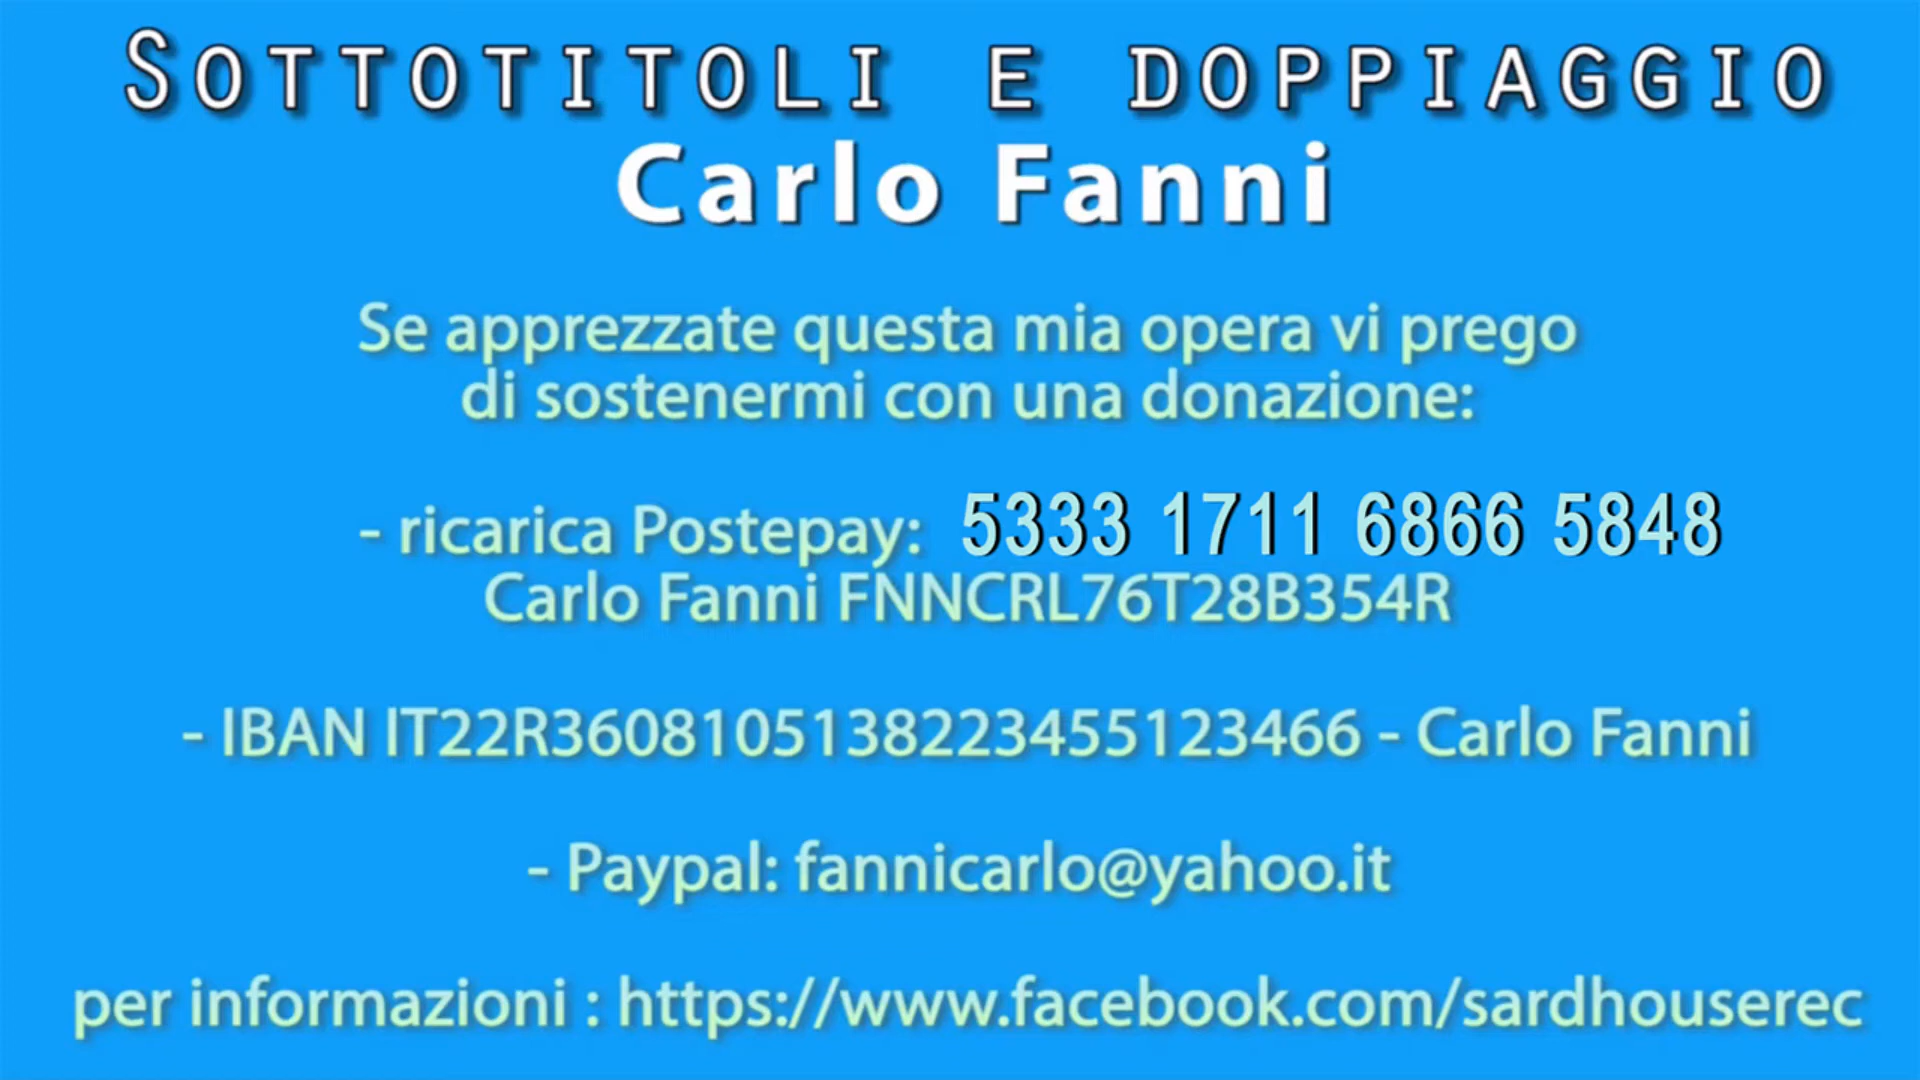 SOTTOTITOLI E DOPPIAGGIO
Carlo Fanni
Se apprezzate questa mia opera vi prego
di sostenermi con una donazione:
- ricarica Postepay: 5333 1711 6866 5848
Carlo Fanni FNNCRL76T28B354R
- IBAN IT22R3608105138223455123466 - Carlo Fanni
- Paypal: fannicarlo@yahoo.it
per informazioni : https://www.facebook.com/sardhouserec